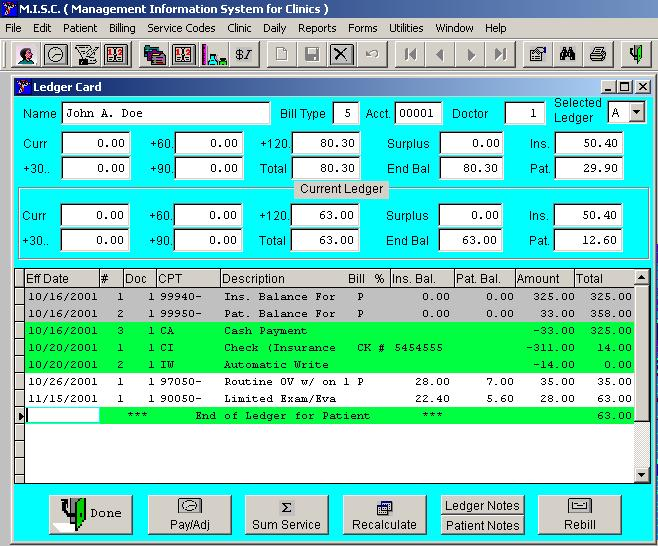 M.I.S.C. ( Management Information System for Clinics )
File Edit Patient Billing Service Codes Clinic Daily Reports Forms Utilities Window Help
$I
Ledger Card
Name John A. Doe Bill Type 5 Acct. 00001 Doctor 1 Selected Ledger A
Curr 0.00 +60. 0.00 +120. 80.30 Surplus 0.00 Ins. 50.40
+30.. 0.00 +90. 0.00 Total 80.30 End Bal 80.30 Pat. 29.90
Current Ledger
Curr 0.00 +60. 0.00 +120. 63.00 Surplus 0.00 Ins. 50.40
+30.. 0.00 +90. 0.00 Total 63.00 End Bal 63.00 Pat. 12.60
Eff Date # Doc CPT Description Bill % Ins. Bal. Pat. Bal. Amount Total
10/16/2001 1 1 99940- Ins. Balance For P 0.00 0.00 325.00 325.00
10/16/2001 2 1 99950- Pat. Balance For P 0.00 0.00 33.00 358.00
10/16/2001 3 1 CA Cash Payment -33.00 325.00
10/20/2001 1 1 CI Check (Insurance CK # 5454555 -311.00 14.00
10/20/2001 2 1 IW Automatic Write -14.00 0.00
10/26/2001 1 1 97050- Routine OV w/ on l P 28.00 7.00 35.00 35.00
11/15/2001 1 1 90050- Limited Exam/Eva 22.40 5.60 28.00 63.00
*** End of Ledger for Patient *** 63.00
Done Pay/Adj Sum Service Recalculate Ledger Notes Patient Notes Rebill